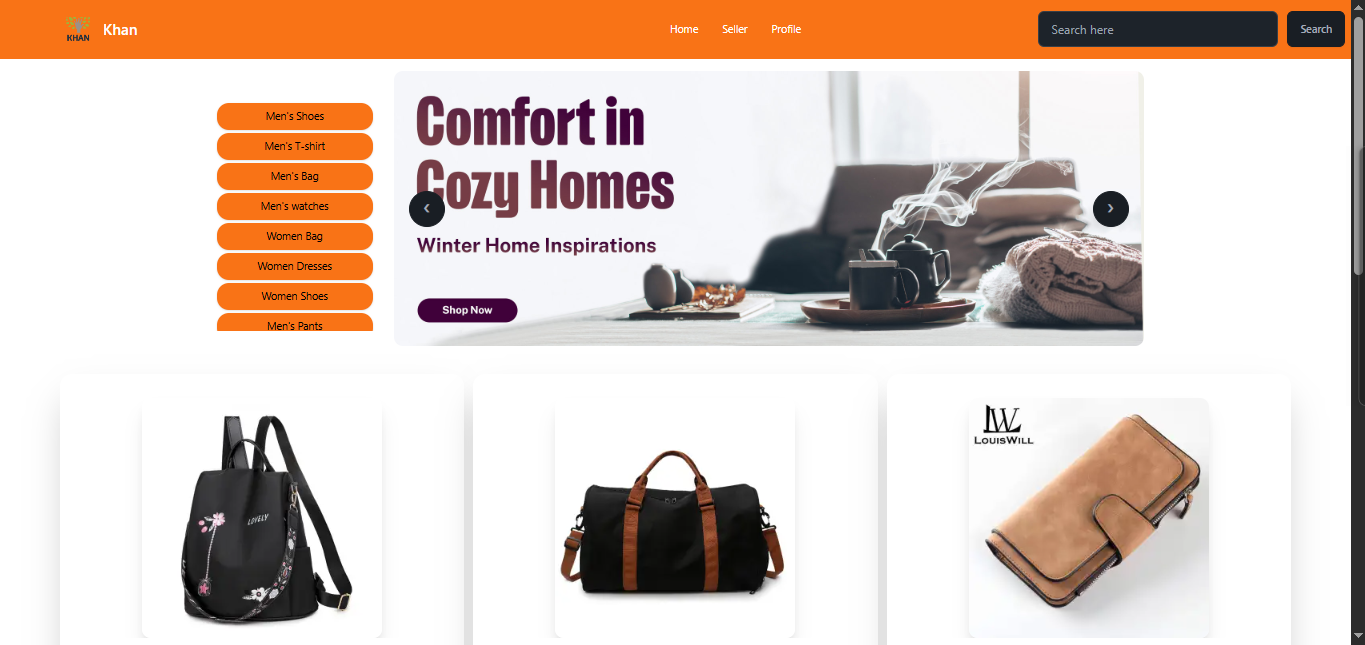 KHAN
Khan
Home
Seller
Profile
Search here
Search
Men's Shoes
Men's T-shirt
Men's Bag
Men's watches
Women Bag
Women Dresses
Women Shoes
Men's Pants
Comfort in
Cozy Homes
Winter Home Inspirations
Shop Now
❮
❯
LOVELY
LW
LOUISWILL